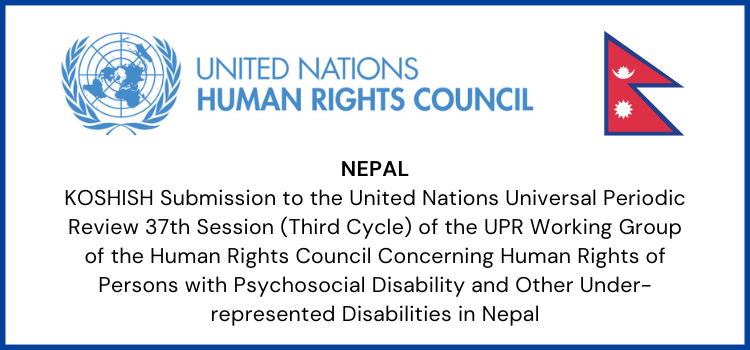 UNITED NATIONS
HUMAN RIGHTS COUNCIL
NEPAL
KOSHISH Submission to the United Nations Universal Periodic
Review 37th Session (Third Cycle) of the UPR Working Group
of the Human Rights Council Concerning Human Rights of
Persons with Psychosocial Disability and Other Under-
represented Disabilities in Nepal